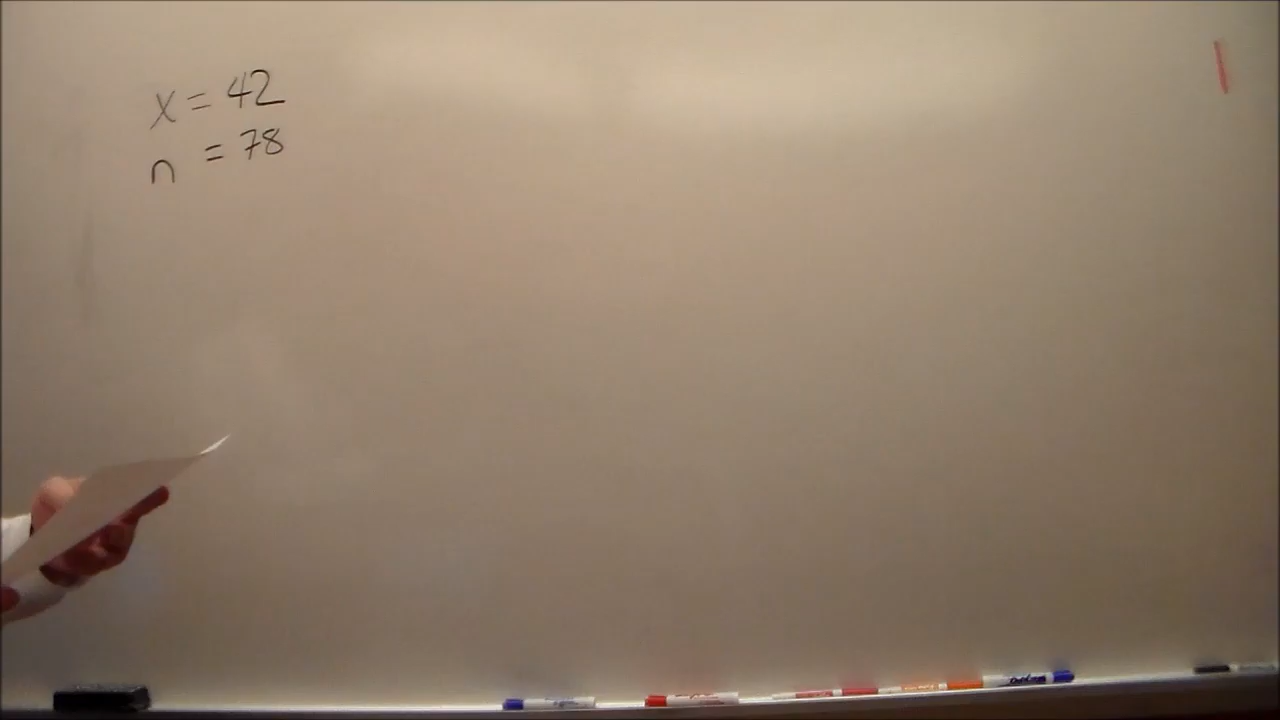 x = 42
n = 78